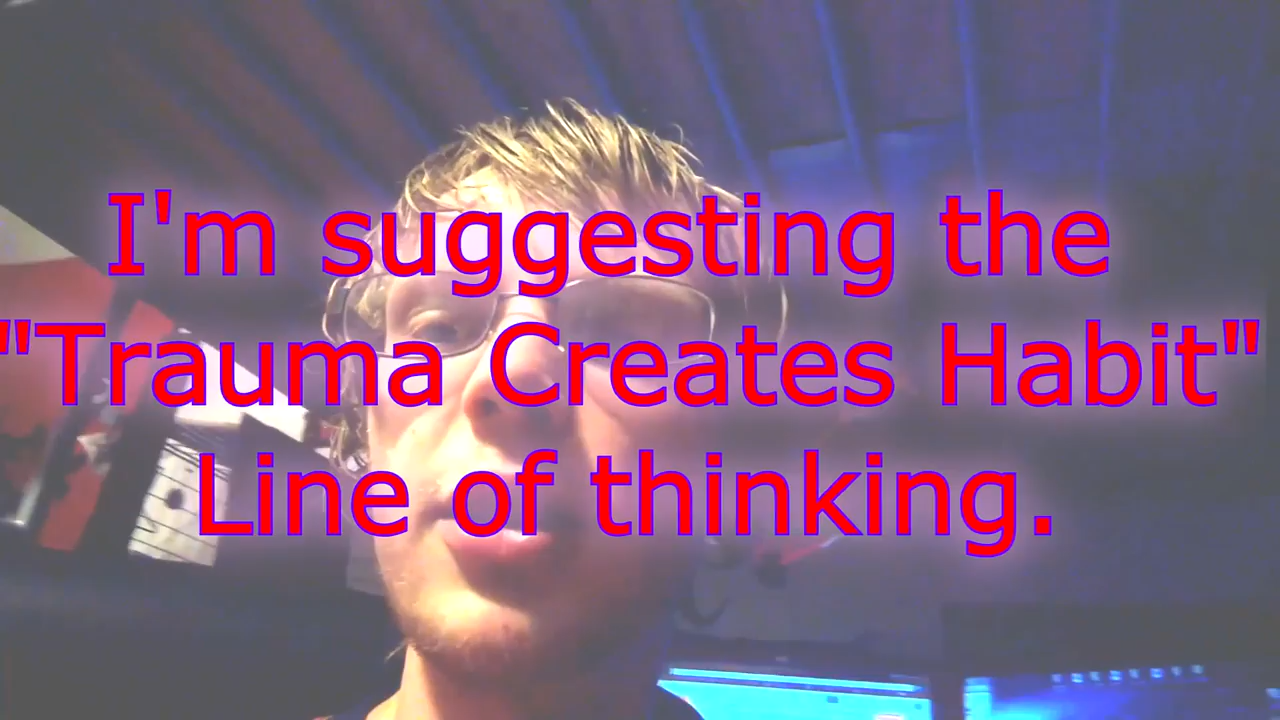 I'm suggesting the
"Trauma Creates Habit"
Line of thinking.